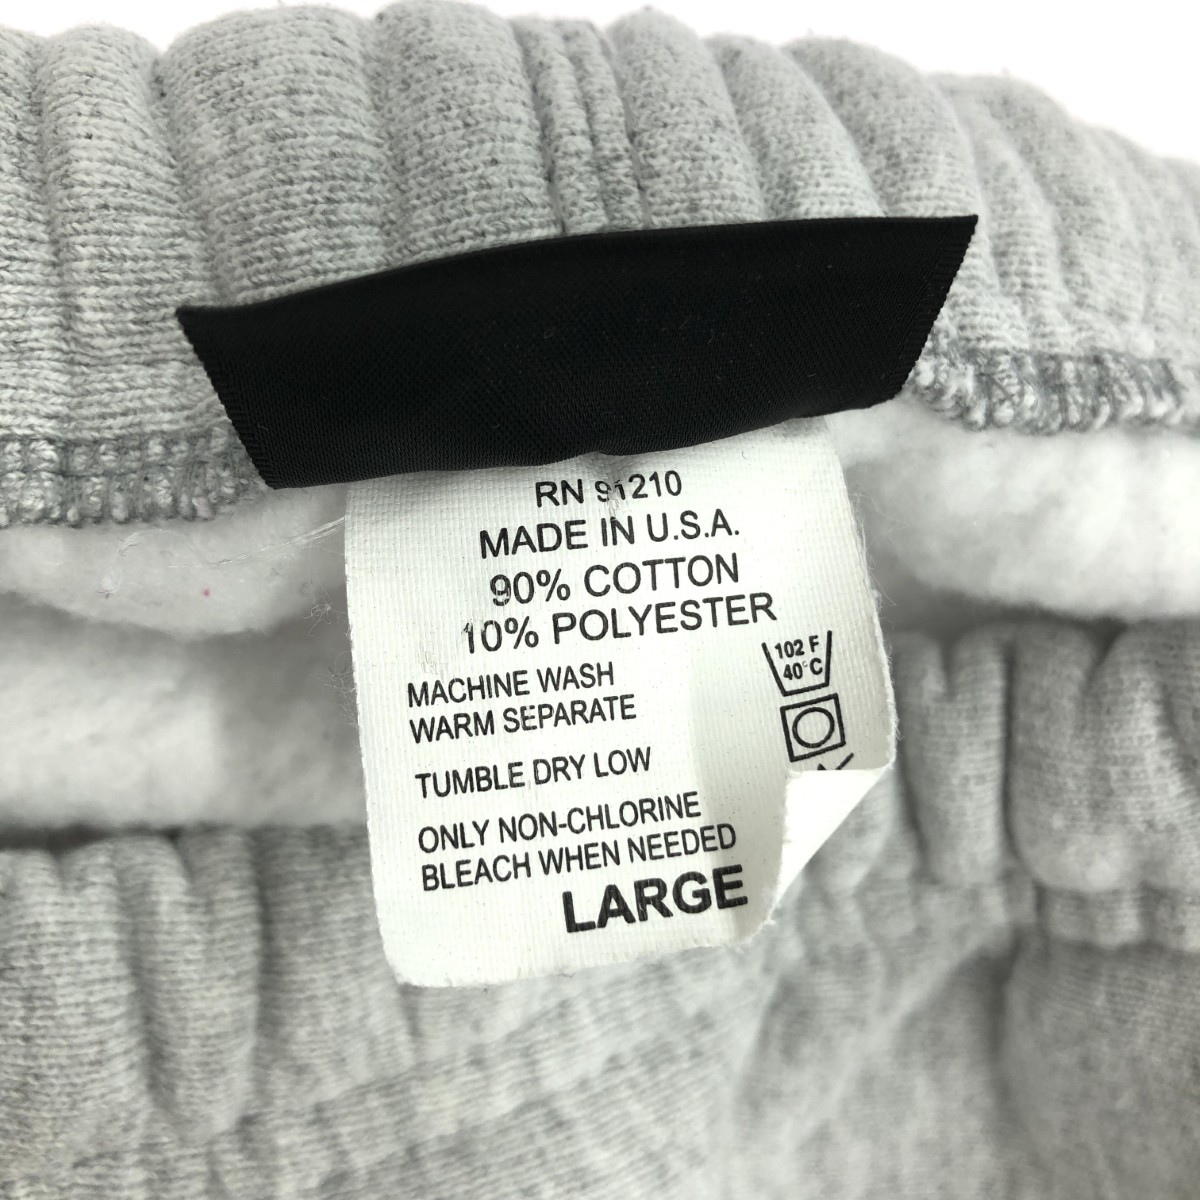 RN 91210
MADE IN U.S.A.
90% COTTON
10% POLYESTER
MACHINE WASH
WARM SEPARATE
TUMBLE DRY LOW
ONLY NON-CHLORINE
BLEACH WHEN NEEDED
LARGE
102 F
40°C